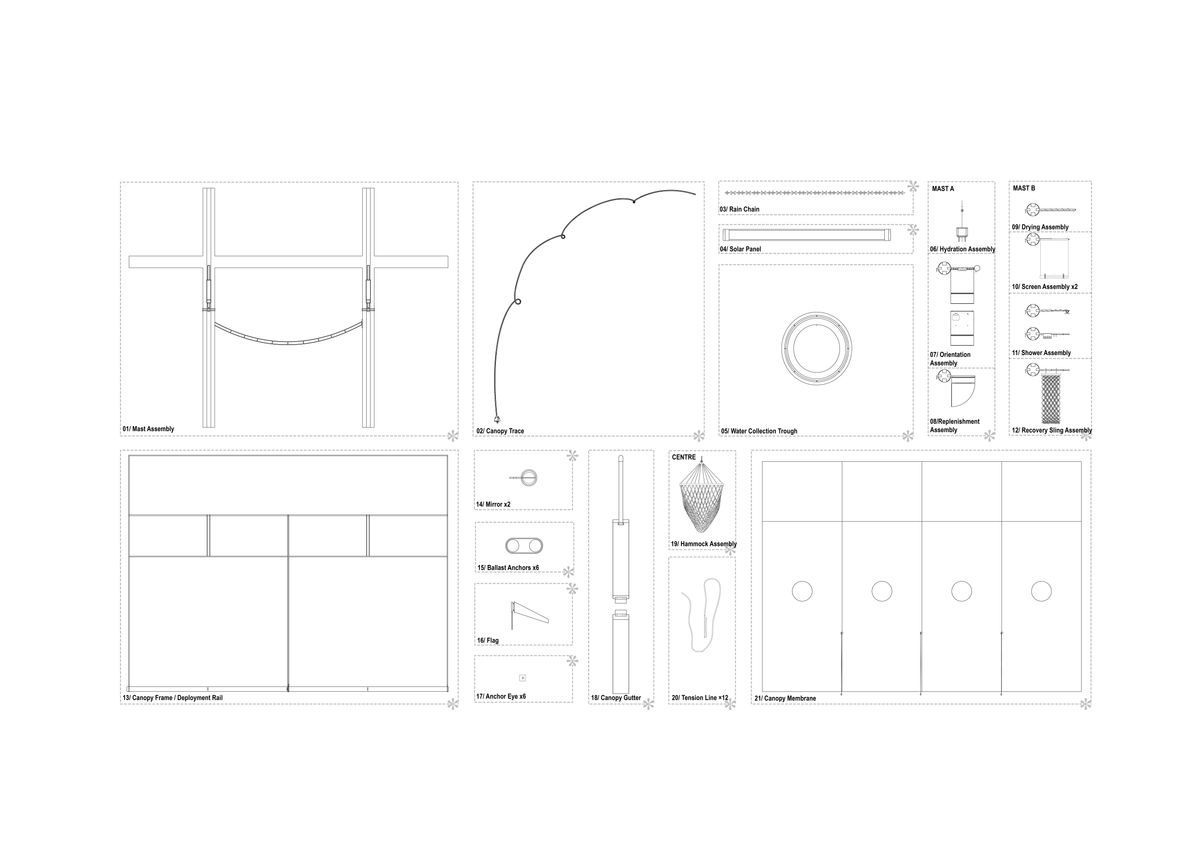 01/ Mast Assembly
02/ Canopy Trace
03/ Rain Chain
04/ Solar Panel
05/ Water Collection Trough
MAST A
06/ Hydration Assembly
07/ Orientation
Assembly
08/Replenishment
Assembly
MAST B
09/ Drying Assembly
10/ Screen Assembly x2
11/ Shower Assembly
12/ Recovery Sling Assembly
13/ Canopy Frame / Deployment Rail
14/ Mirror x2
15/ Ballast Anchors x6
16/ Flag
17/ Anchor Eye x6
18/ Canopy Gutter
CENTRE
19/ Hammock Assembly
20/ Tension Line ×12
21/ Canopy Membrane